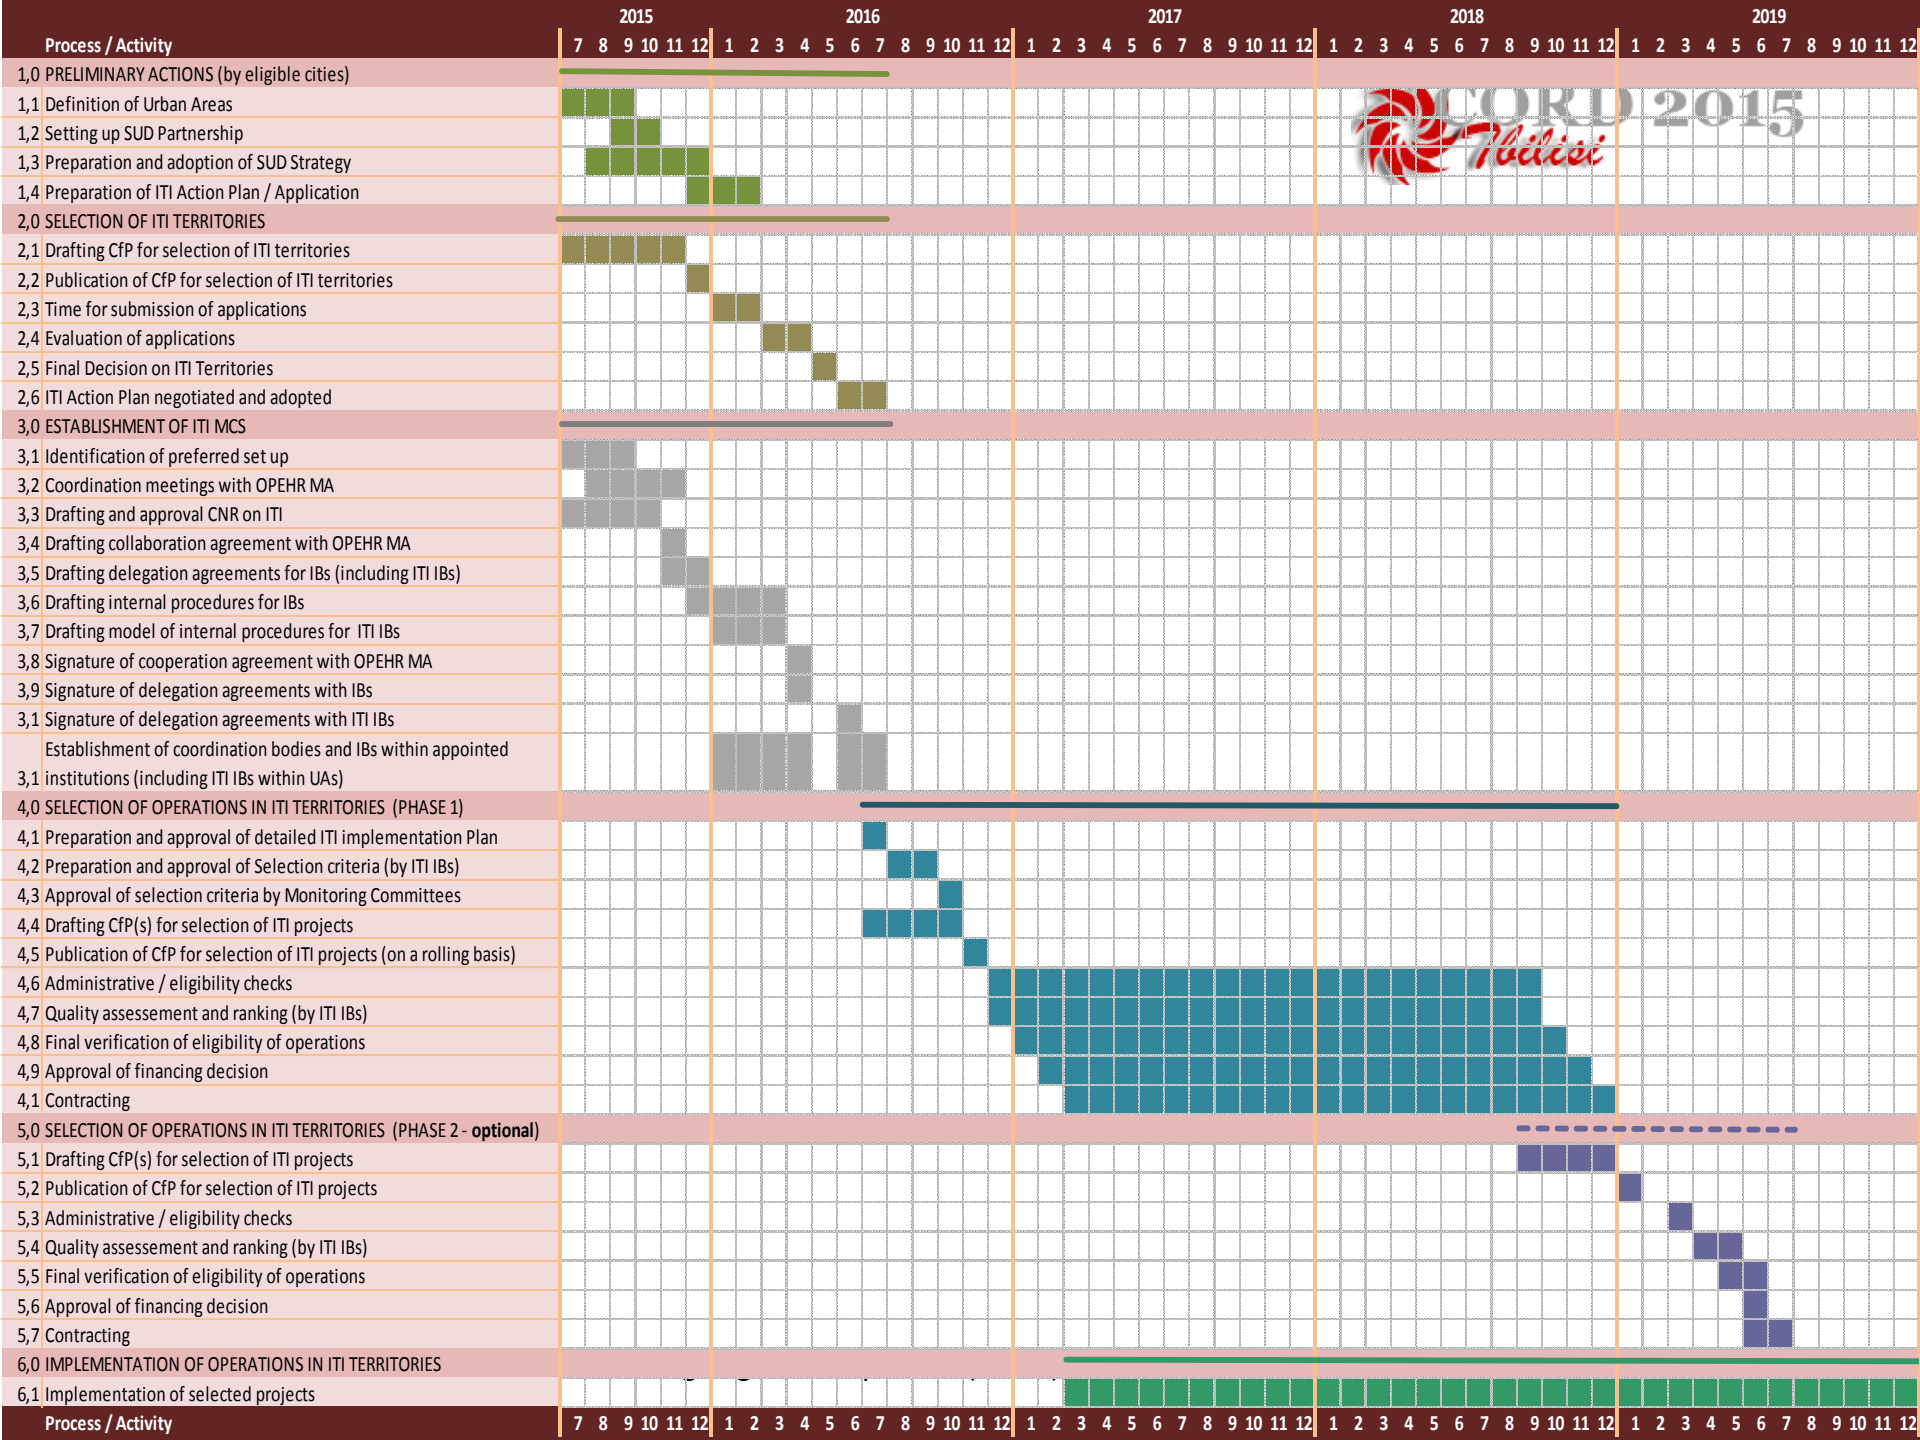 2015 2016 2017 2018 2019
Process / Activity 7 8 9 10 11 12 1 2 3 4 5 6 7 8 9 10 11 12 1 2 3 4 5 6 7 8 9 10 11 12 1 2 3 4 5 6 7 8 9 10 11 12 1 2 3 4 5 6 7 8 9 10 11 12
1,0 PRELIMINARY ACTIONS (by eligible cities)
1,1 Definition of Urban Areas
CORD 2015
1,2 Setting up SUD Partnership
Tbilisi
1,3 Preparation and adoption of SUD Strategy
1,4 Preparation of ITI Action Plan / Application
2,0 SELECTION OF ITI TERRITORIES
2,1 Drafting CfP for selection of ITI territories
2,2 Publication of CfP for selection of ITI territories
2,3 Time for submission of applications
2,4 Evaluation of applications
2,5 Final Decision on ITI Territories
2,6 ITI Action Plan negotiated and adopted
3,0 ESTABLISHMENT OF ITI MCS
3,1 Identification of preferred set up
3,2 Coordination meetings with OPEHR MA
3,3 Drafting and approval CNR on ITI
3,4 Drafting collaboration agreement with OPEHR MA
3,5 Drafting delegation agreements for IBs (including ITI IBs)
3,6 Drafting internal procedures for IBs
3,7 Drafting model of internal procedures for ITI IBs
3,8 Signature of cooperation agreement with OPEHR MA
3,9 Signature of delegation agreements with IBs
3,1 Signature of delegation agreements with ITI IBs
Establishment of coordination bodies and IBs within appointed
3,1 institutions (including ITI IBs within UAs)
4,0 SELECTION OF OPERATIONS IN ITI TERRITORIES (PHASE 1)
4,1 Preparation and approval of detailed ITI implementation Plan
4,2 Preparation and approval of Selection criteria (by ITI IBs)
4,3 Approval of selection criteria by Monitoring Committees
4,4 Drafting CfP(s) for selection of ITI projects
4,5 Publication of CfP for selection of ITI projects (on a rolling basis)
4,6 Administrative / eligibility checks
4,7 Quality assessement and ranking (by ITI IBs)
4,8 Final verification of eligibility of operations
4,9 Approval of financing decision
4,1 Contracting
5,0 SELECTION OF OPERATIONS IN ITI TERRITORIES (PHASE 2 - optional)
5,1 Drafting CfP(s) for selection of ITI projects
5,2 Publication of CfP for selection of ITI projects
5,3 Administrative / eligibility checks
5,4 Quality assessement and ranking (by ITI IBs)
5,5 Final verification of eligibility of operations
5,6 Approval of financing decision
5,7 Contracting
6,0 IMPLEMENTATION OF OPERATIONS IN ITI TERRITORIES
6,1 Implementation of selected projects
Process / Activity 7 8 9 10 11 12 1 2 3 4 5 6 7 8 9 10 11 12 1 2 3 4 5 6 7 8 9 10 11 12 1 2 3 4 5 6 7 8 9 10 11 12 1 2 3 4 5 6 7 8 9 10 11 12